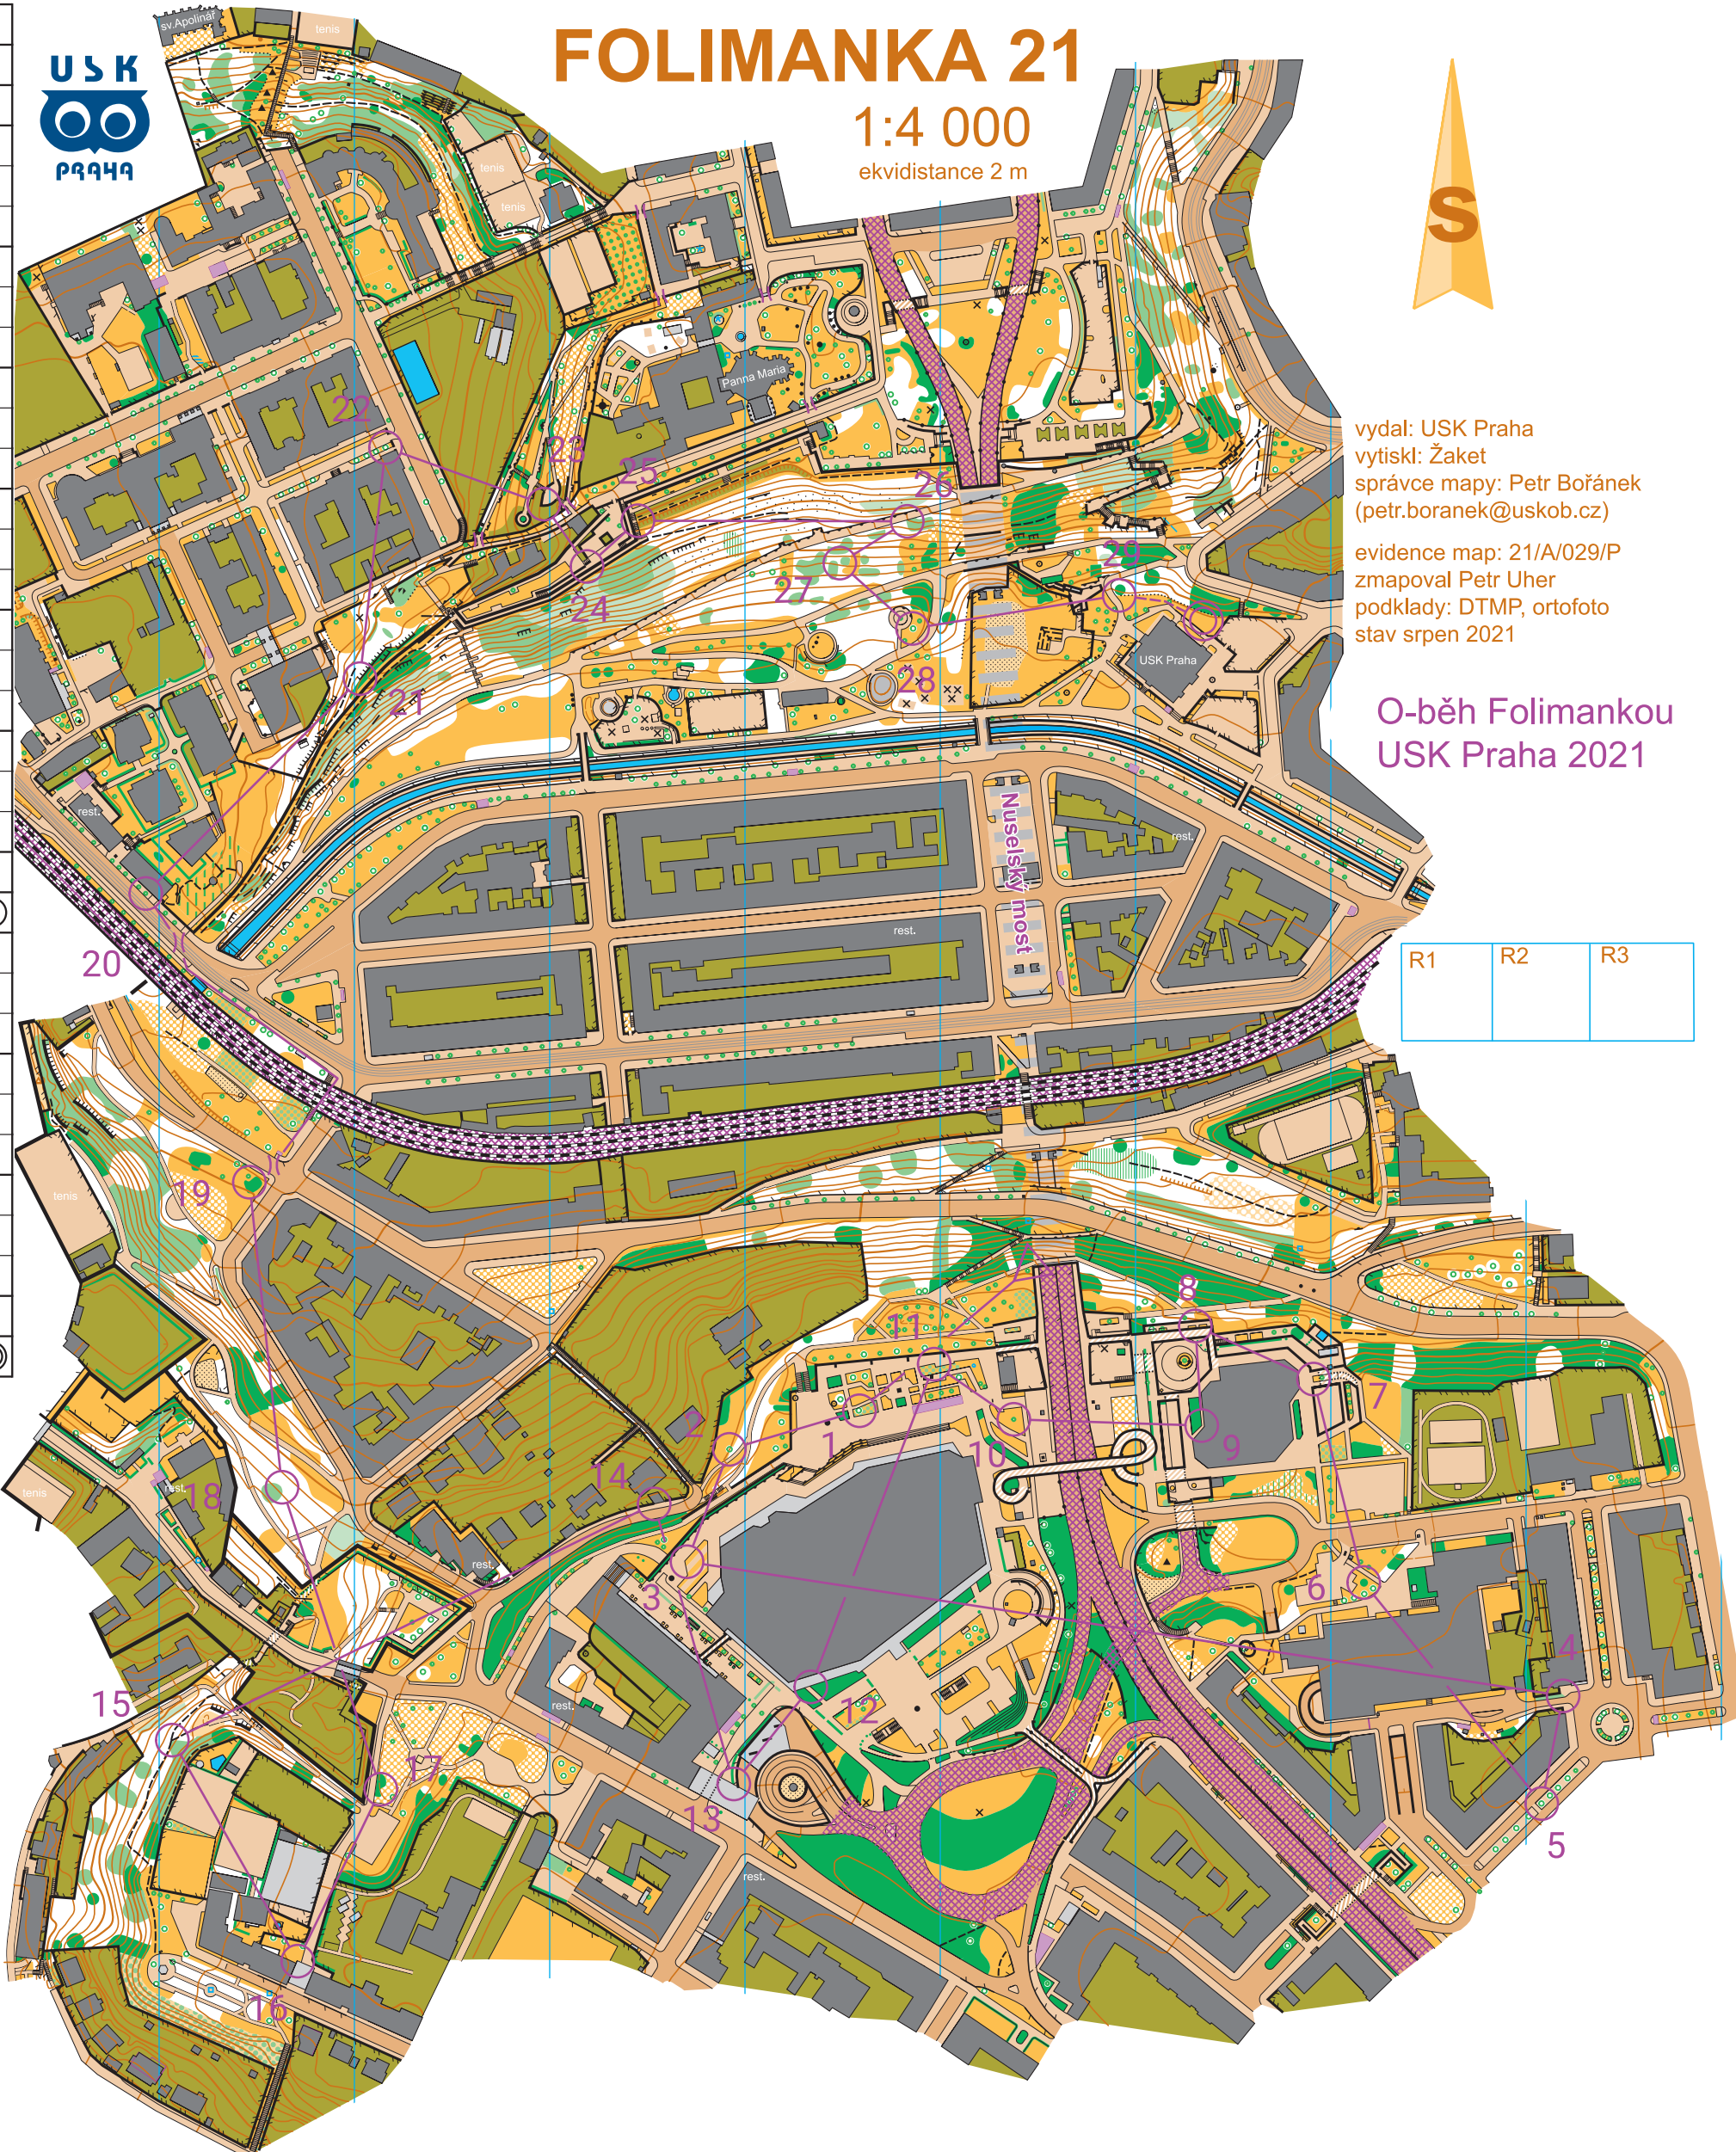 USK
PRAHA
FOLIMANKA 21
1:4 000
ekvidistance 2 m
S
vydal: USK Praha
vytiskl: Žaket
správce mapy: Petr Bořánek
(petr.boranek@uskob.cz)
evidence map: 21/A/029/P
zmapoval Petr Uher
podklady: DTMP, ortofoto
stav srpen 2021
O-běh Folimankou
USK Praha 2021
R1
R2
R3
sv.Apolinář
tenis
tenis
tenis
Panna Maria
22
23
25
26
24
27
29
28
USK Praha
21
rest.
20
Nuselský most
rest.
rest.
19
tenis
8
11
7
2
1
10
9
14
18
rest.
tenis
rest.
3
6
4
15
12
rest.
17
13
5
rest.
16